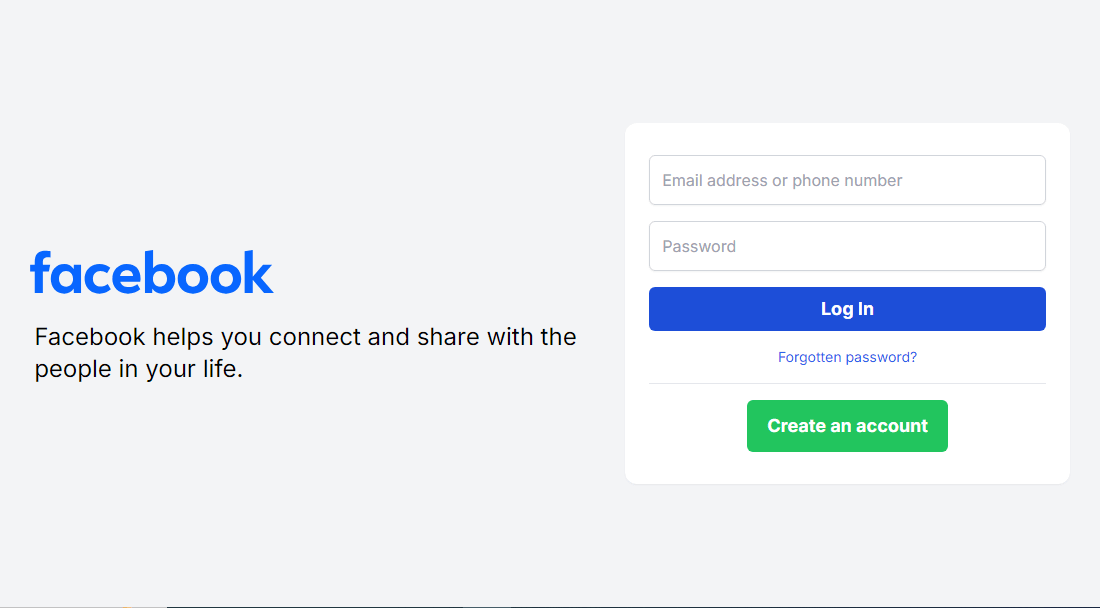 facebook
Facebook helps you connect and share with the
people in your life.
Email address or phone number
Password
Log In
Forgotten password?
Create an account